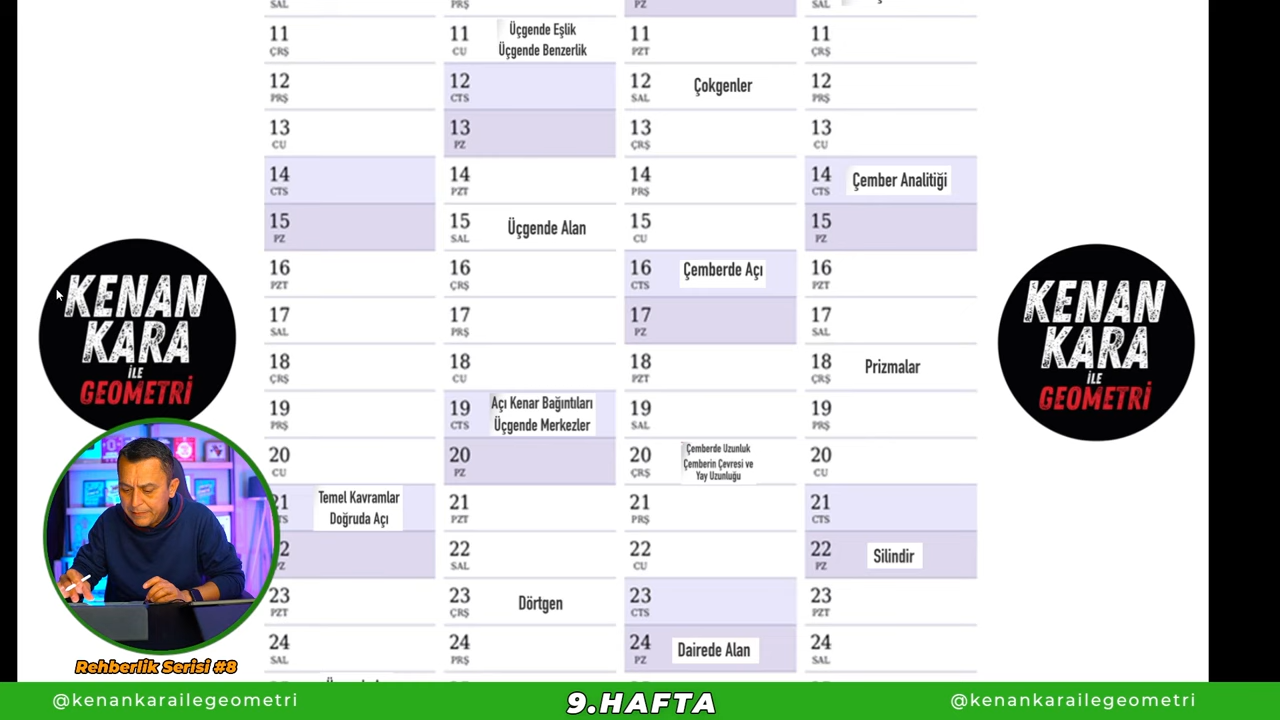 SAL
PRŞ
PZ
SAL
11
ÇRŞ
11
CU
Üçgende Eşlik
Üçgende Benzerlik
11
PZT
11
ÇRŞ
12
PRŞ
12
CTS
12
SAL
Çokgenler
12
PRŞ
13
CU
13
PZ
13
ÇRŞ
13
CU
14
CTS
14
PZT
14
PRŞ
14
CTS
Çember Analitiği
15
PZ
15
SAL
Üçgende Alan
15
CU
15
PZ
16
PZT
16
ÇRŞ
16
CTS
Çemberde Açı
16
PZT
17
SAL
17
PRŞ
17
PZ
17
SAL
18
ÇRŞ
18
CU
18
PZT
18
ÇRŞ
Prizmalar
19
PRŞ
19
CTS
Açı Kenar Bağıntıları
Üçgende Merkezler
19
SAL
19
PRŞ
20
CU
20
PZ
20
ÇRŞ
Çemberde Uzunluk
Çemberin Çevresi ve
Yay Uzunluğu
20
CU
21
TS
Temel Kavramlar
Doğruda Açı
21
PZT
21
PRŞ
21
CTS
2
PZ
22
SAL
22
CU
22
PZ
Silindir
23
PZT
23
ÇRŞ
Dörtgen
23
CTS
23
PZT
24
SAL
24
PRŞ
24
PZ
Dairede Alan
24
SAL
KENAN
KARA
İLE
GEOMETRİ
KENAN
KARA
İLE
GEOMETRİ
Rehberlik Serisi #8
@kenankarailegeometri
9.HAFTA
@kenankarailegeometri